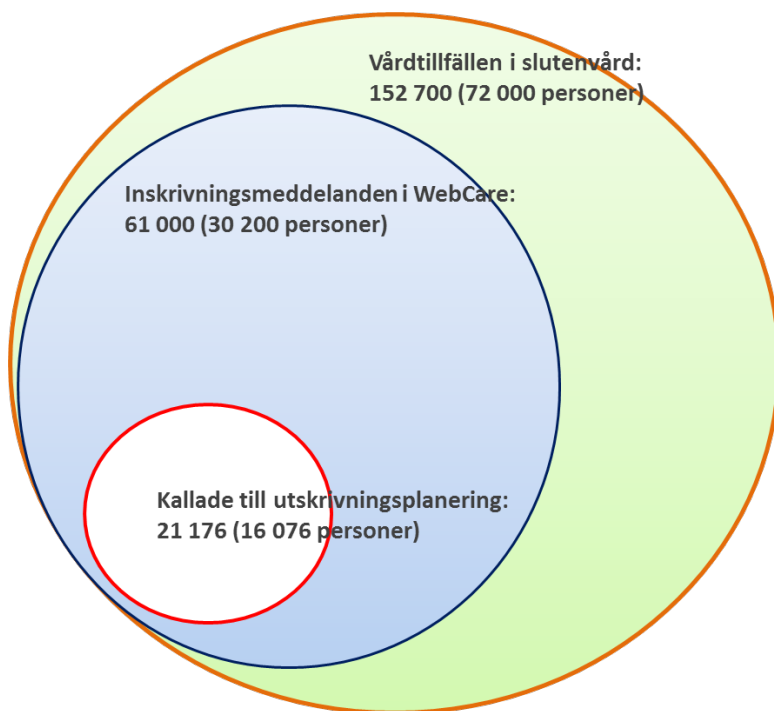 Vårdtillfällen i slutenvård:
152 700 (72 000 personer)
Inskrivningsmeddelanden i WebCare:
61 000 (30 200 personer)
Kallade till utskrivningsplanering:
21 176 (16 076 personer)